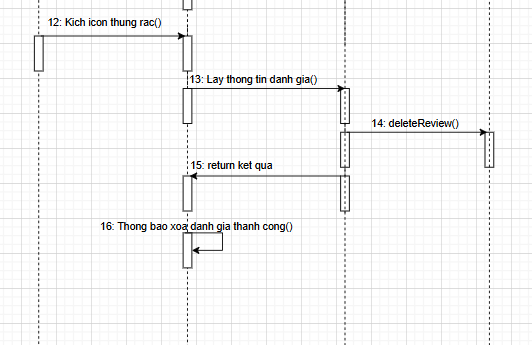 12: Kich icon thung rac()
13: Lay thong tin danh gia()
14: deleteReview()
15: return ket qua
16: Thong bao xoa danh gia thanh cong()